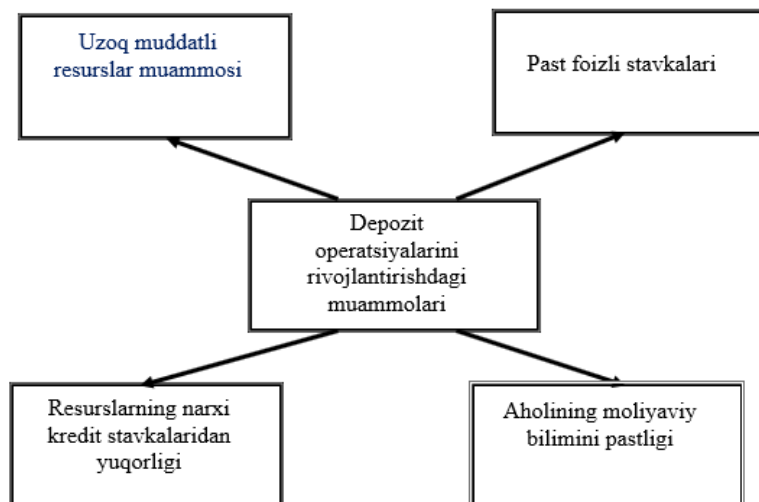 Uzoq muddatli
resurslar muammosi
Past foizli stavkalari
Depozit
operatsiyalarini
rivojlantirishdagi
muammolari
Resurslarning narxi
kredit stavkalaridan
yuqorligi
Aholining moliyaviy
bilimini pastligi